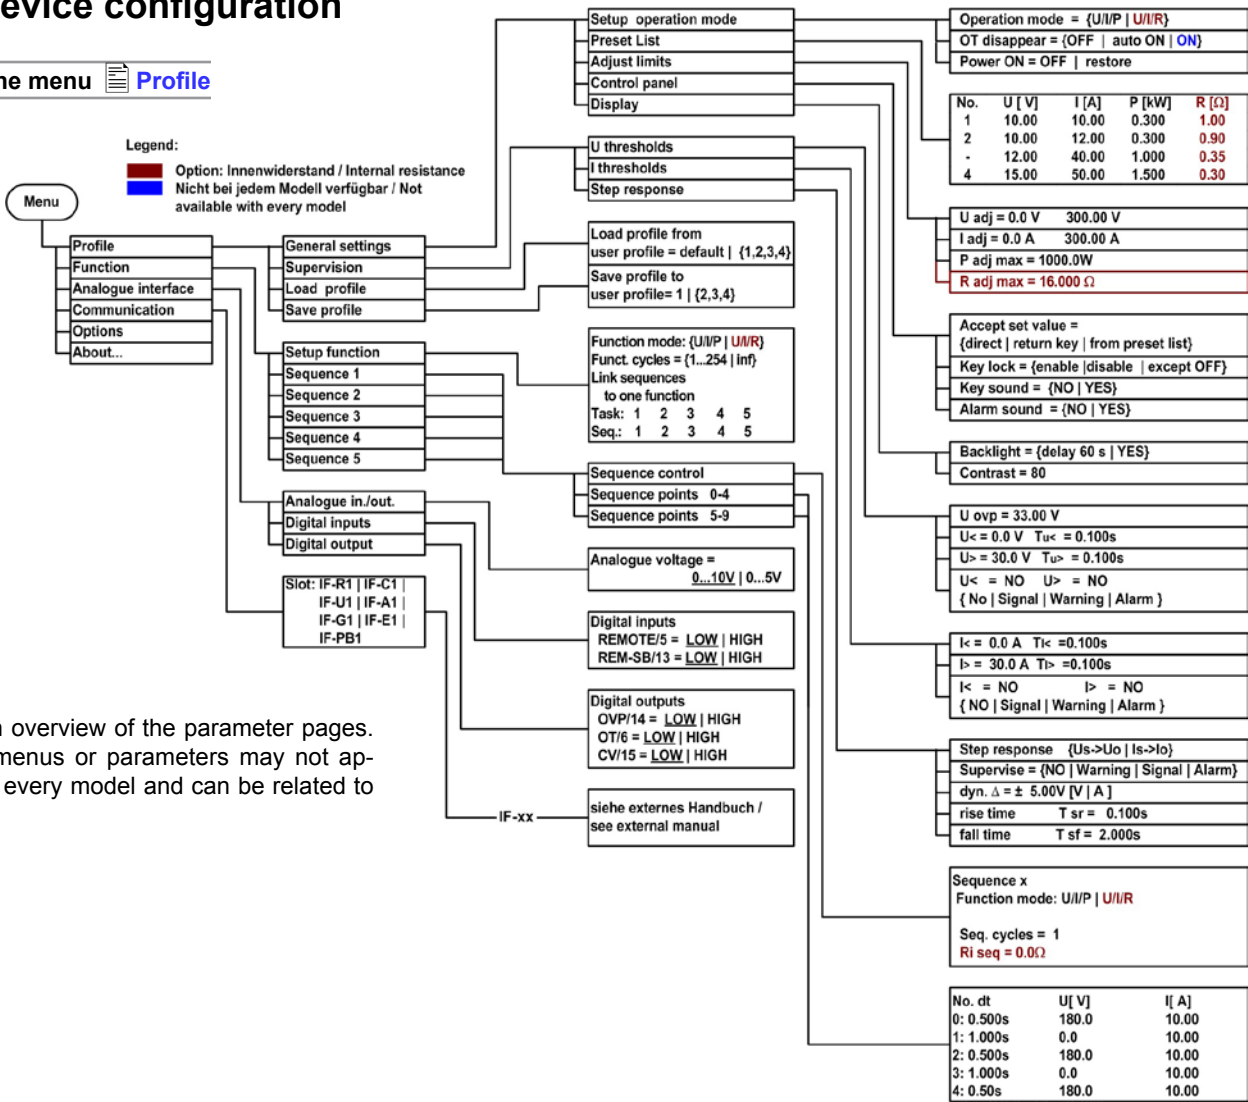 evice configuration
ne menu Profile
Legend:
Option: Innenwiderstand / Internal resistance
Nicht bei jedem Modell verfügbar / Not
available with every model
Menu
Profile
Function
Analogue interface
Communication
Options
About...
General settings
Supervision
Load profile
Save profile
Setup function
Sequence 1
Sequence 2
Sequence 3
Sequence 4
Sequence 5
Analogue in./out.
Digital inputs
Digital output
Slot: IF-R1 | IF-C1 |
IF-U1 | IF-A1 |
IF-G1 | IF-E1 |
IF-PB1
n overview of the parameter pages.
menus or parameters may not ap-
every model and can be related to
Setup operation mode
Preset List
Adjust limits
Control panel
Display
U thresholds
I thresholds
Step response
Load profile from
user profile = default | {1,2,3,4}
Save profile to
user profile= 1 | {2,3,4}
Function mode: {U/I/P | U/I/R}
Funct. cycles = {1...254 | inf}
Link sequences
to one function
Task: 1 2 3 4 5
Seq.: 1 2 3 4 5
Sequence control
Sequence points 0-4
Sequence points 5-9
Analogue voltage =
0...10V | 0...5V
Digital inputs
REMOTE/5 = LOW | HIGH
REM-SB/13 = LOW | HIGH
Digital outputs
OVP/14 = LOW | HIGH
OT/6 = LOW | HIGH
CV/15 = LOW | HIGH
IF-xx
siehe externes Handbuch /
see external manual
Operation mode = {U/I/P | U/I/R}
OT disappear = {OFF | auto ON | ON}
Power ON = OFF | restore
No. U [ V] I [A] P [kW] R [Ω]
1 10.00 10.00 0.300 1.00
2 10.00 12.00 0.300 0.90
- 12.00 40.00 1.000 0.35
4 15.00 50.00 1.500 0.30
U adj = 0.0 V 300.00 V
I adj = 0.0 A 300.00 A
P adj max = 1000.0W
R adj max = 16.000 Ω
Accept set value =
{direct | return key | from preset list}
Key lock = {enable |disable | except OFF}
Key sound = {NO | YES}
Alarm sound = {NO | YES}
Backlight = {delay 60 s | YES}
Contrast = 80
U ovp = 33.00 V
U< = 0.0 V Tu< = 0.100s
U> = 30.0 V Tu> = 0.100s
U< = NO U> = NO
{ No | Signal | Warning | Alarm }
I< = 0.0 A TI< =0.100s
I> = 30.0 A TI> =0.100s
I< = NO I> = NO
{ NO | Signal | Warning | Alarm }
Step response {Us->Uo | Is->Io}
Supervise = {NO | Warning | Signal | Alarm}
dyn. Δ = ± 5.00V [V | A ]
rise time T sr = 0.100s
fall time T sf = 2.000s
Sequence x
Function mode: U/I/P | U/I/R
Seq. cycles = 1
Ri seq = 0.0Ω
No. dt U[ V] I[ A]
0: 0.500s 180.0 10.00
1: 1.000s 0.0 10.00
2: 0.500s 180.0 10.00
3: 1.000s 0.0 10.00
4: 0.50s 180.0 10.00